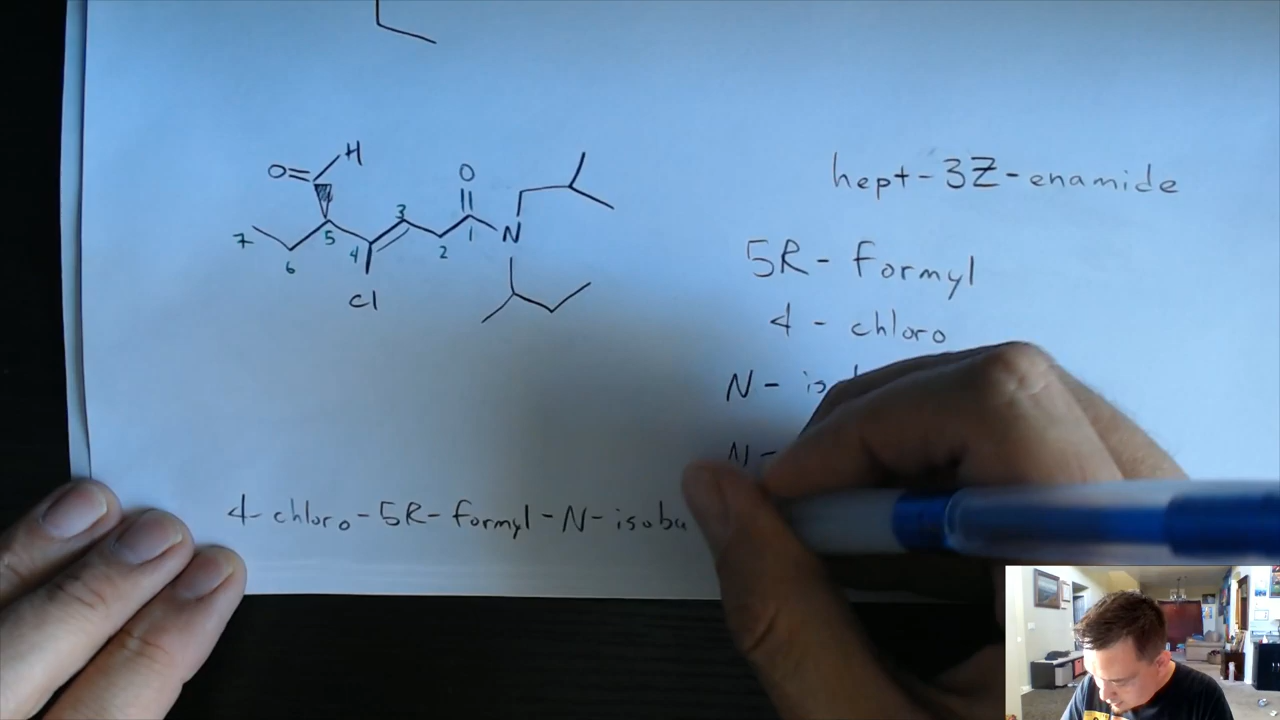 O H
O
hept-3Z-enamide
3
7 6 5 4 2 1 N
5R-formyl
Cl
4-chloro
N-
N-
4-chloro-5R-formyl-N-isobu